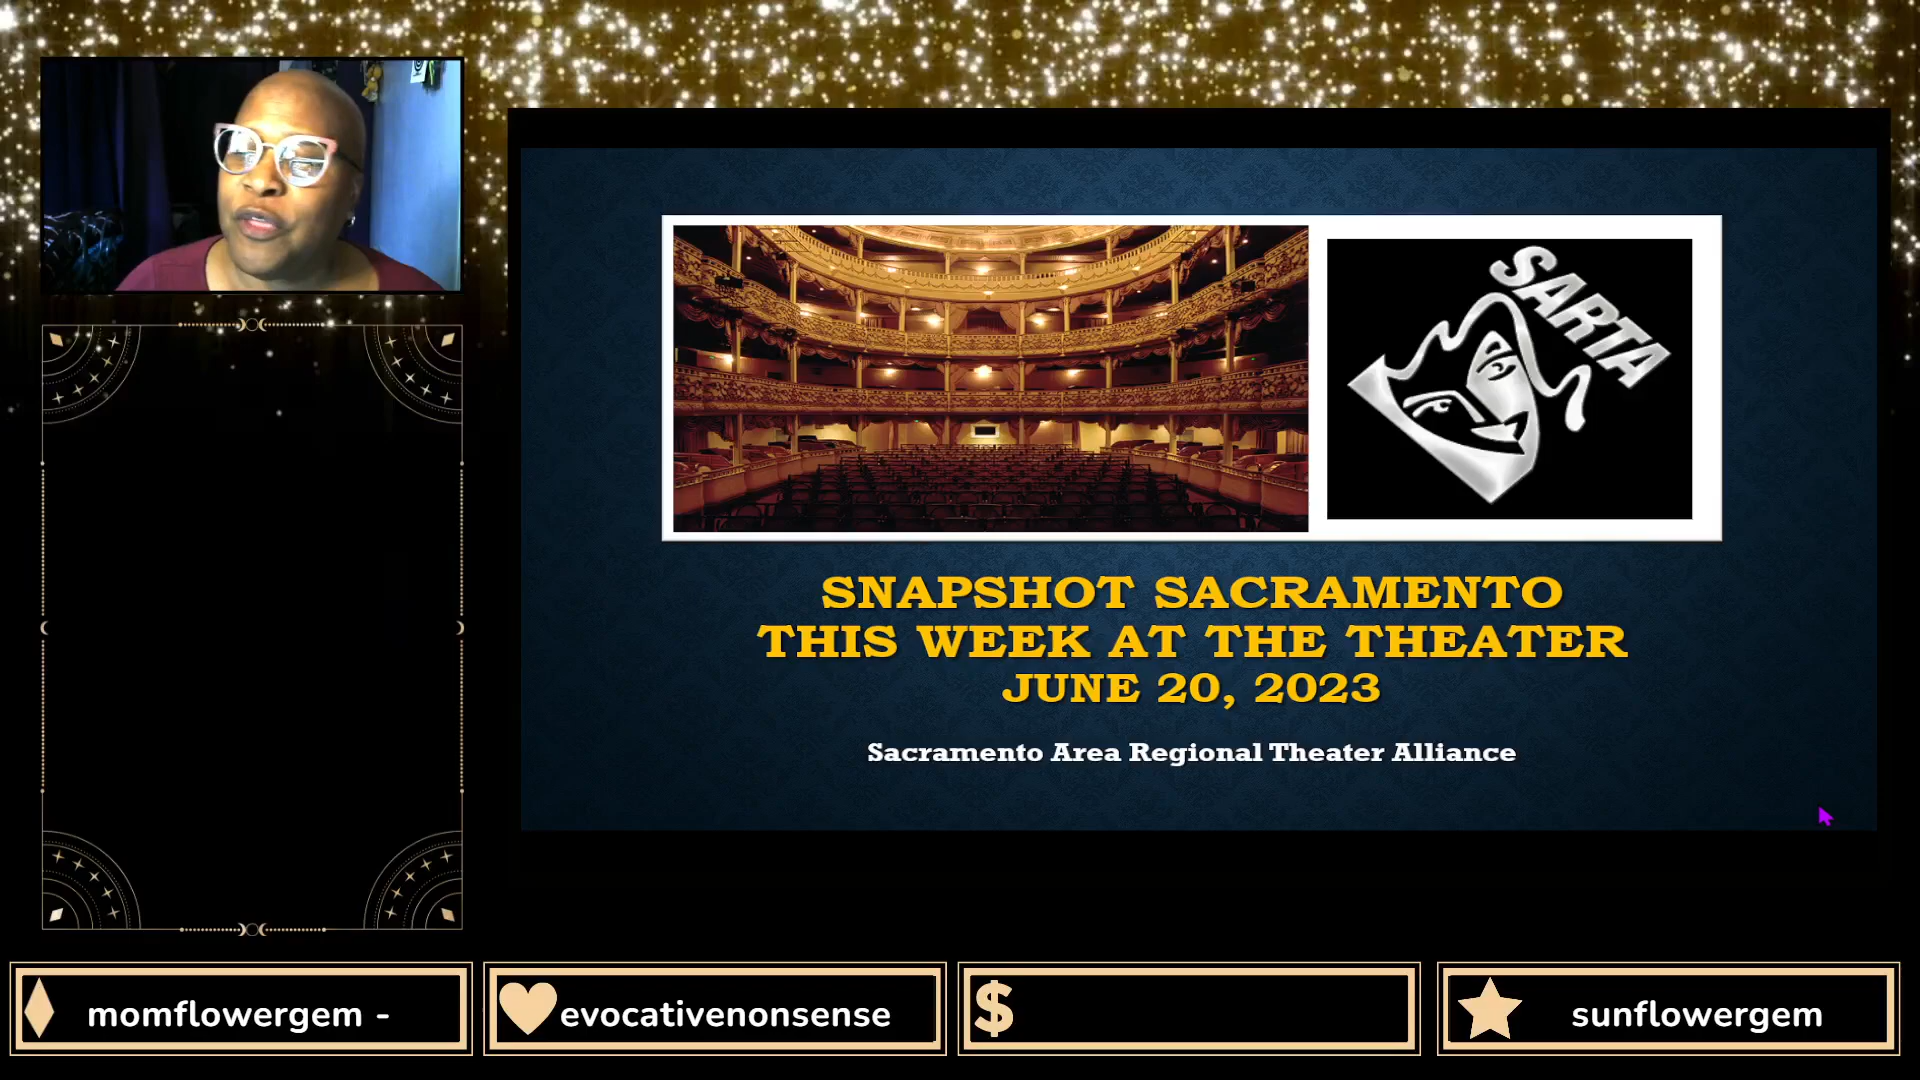 SARTA
SNAPSHOT SACRAMENTO
THIS WEEK AT THE THEATER
JUNE 20, 2023
Sacramento Area Regional Theater Alliance
momflowergem -
evocativenonsense
$
sunflowergem